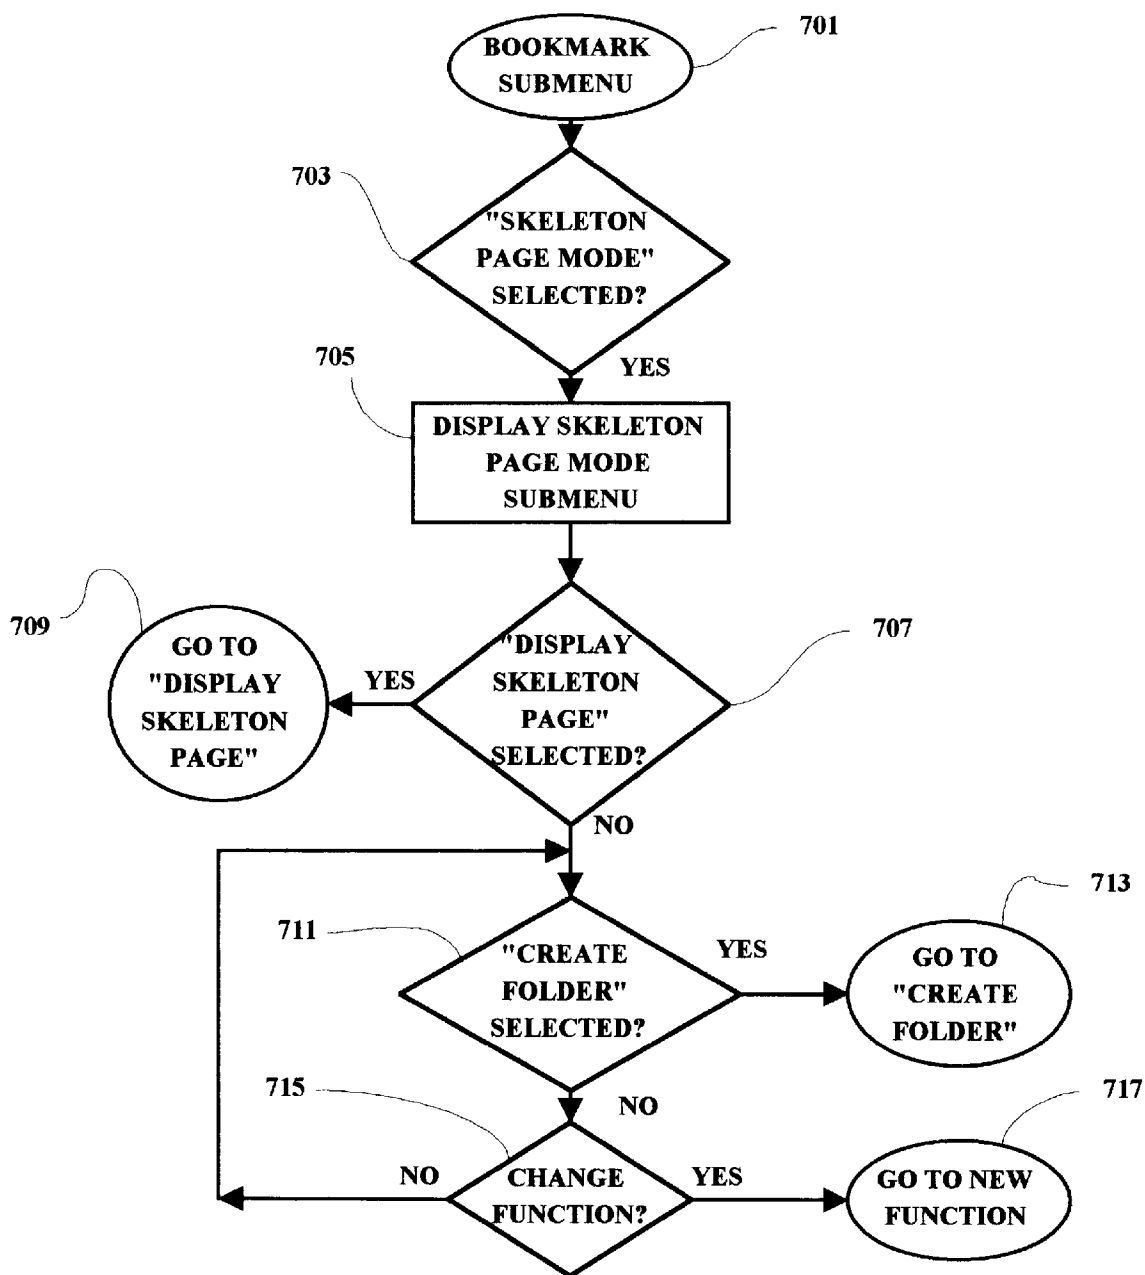 701
BOOKMARK
SUBMENU
703
"SKELETON
PAGE MODE"
SELECTED?
YES
705
DISPLAY SKELETON
PAGE MODE
SUBMENU
709
GO TO
"DISPLAY
SKELETON
PAGE"
YES
"DISPLAY
SKELETON
PAGE"
SELECTED?
707
NO
711
"CREATE
FOLDER"
SELECTED?
YES
713
GO TO
"CREATE
FOLDER"
NO
715
CHANGE
FUNCTION?
NO
YES
717
GO TO NEW
FUNCTION